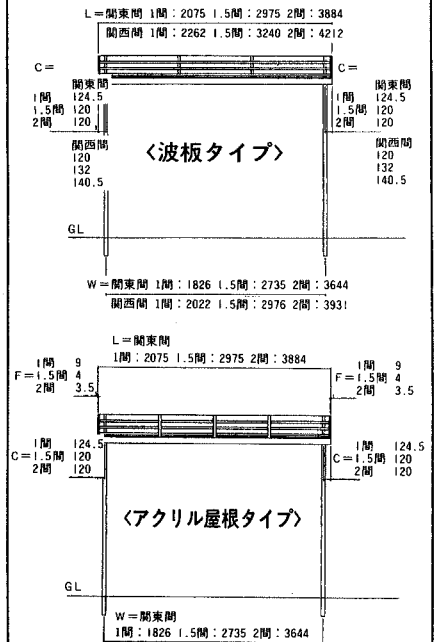 L=関東間 1間:2075 1.5間:2975 2間:3884
関西間 1間:2262 1.5間:3240 2間:4212
C=
関東間
1間 124.5
1.5間 120
2間 120
関西間
120
132
140.5
C=
関東間
1間 124.5
1.5間 120
2間 120
関西間
120
132
140.5
〈波板タイプ〉
GL
W=関東間 1間:1826 1.5間:2735 2間:3644
関西間 1間:2022 1.5間:2976 2間:3931
L=関東間
1間:2075 1.5間:2975 2間:3884
1間 9
F=1.5間 4
2間 3.5
1間 9
F=1.5間 4
2間 3.5
1間 124.5
C=1.5間 120
2間 120
1間 124.5
C=1.5間 120
2間 120
〈アクリル屋根タイプ〉
GL
W=関東間
1間:1826 1.5間:2735 2間:3644